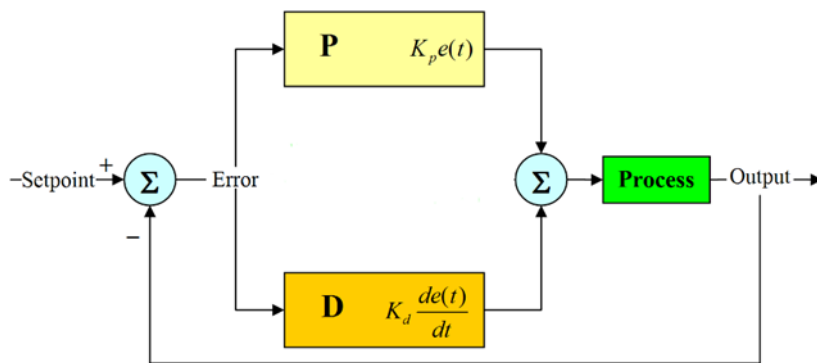 P K_p e(t)
–Setpoint
+
Σ
Error
Σ
Process
Output
−
D K_d de(t)/dt